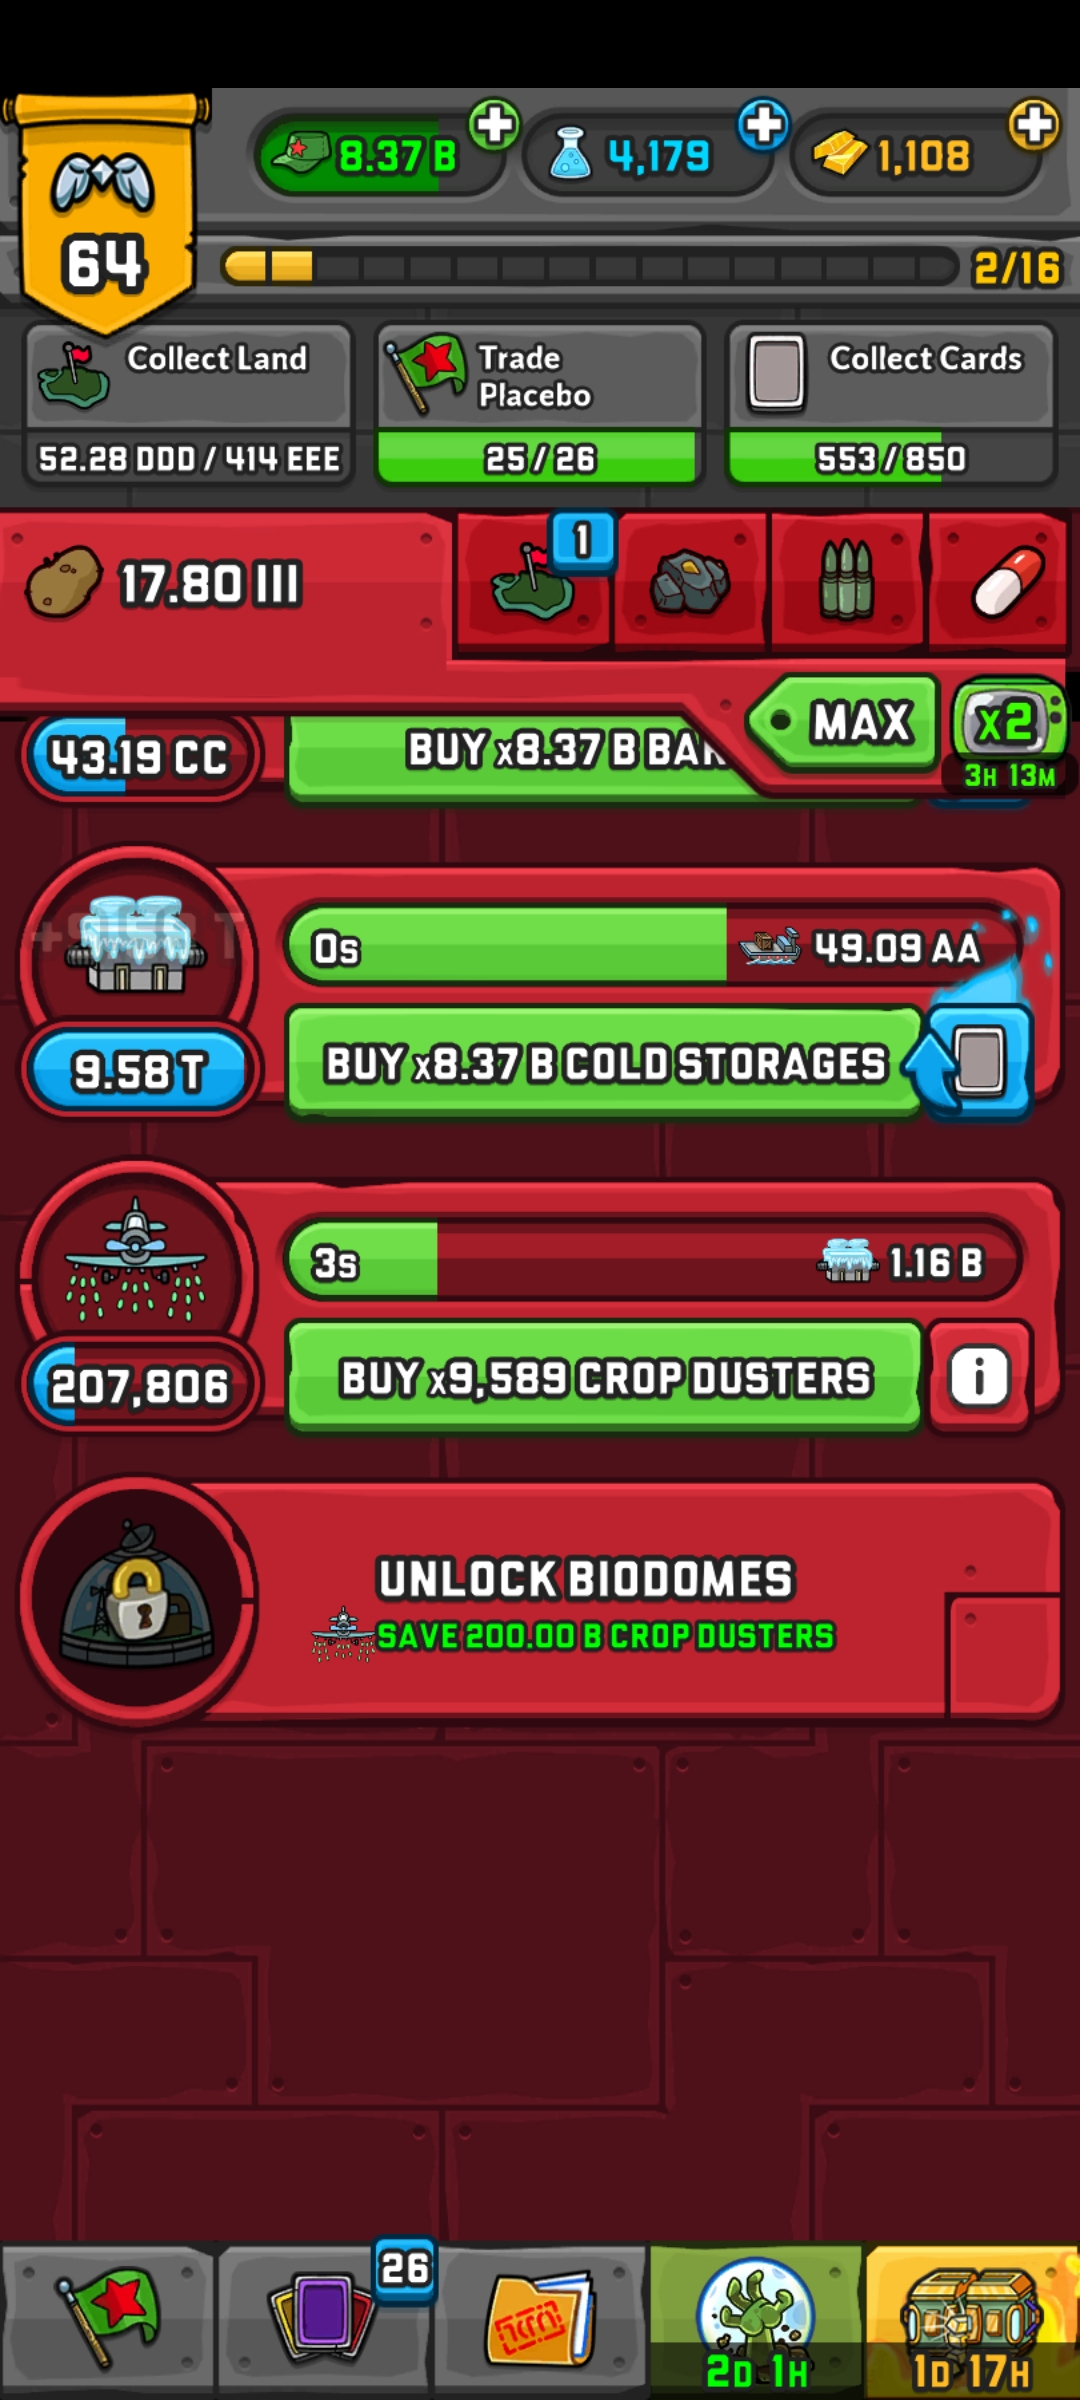 8.37 B
4,179
1,108
64
2/16
Collect Land
52.28 DDD / 414 EEE
Trade
Placebo
25 / 26
Collect Cards
553 / 850
17.80 III
1
MAX
x2
3H 13M
43.19 CC
BUY x8.37 B
0s
49.09 AA
9.58 T
BUY x8.37 B COLD STORAGES
3s
1.16 B
207,806
BUY x9,589 CROP DUSTERS
i
UNLOCK BIODOMES
SAVE 200.00 B CROP DUSTERS
26
2D 1H
1D 17H